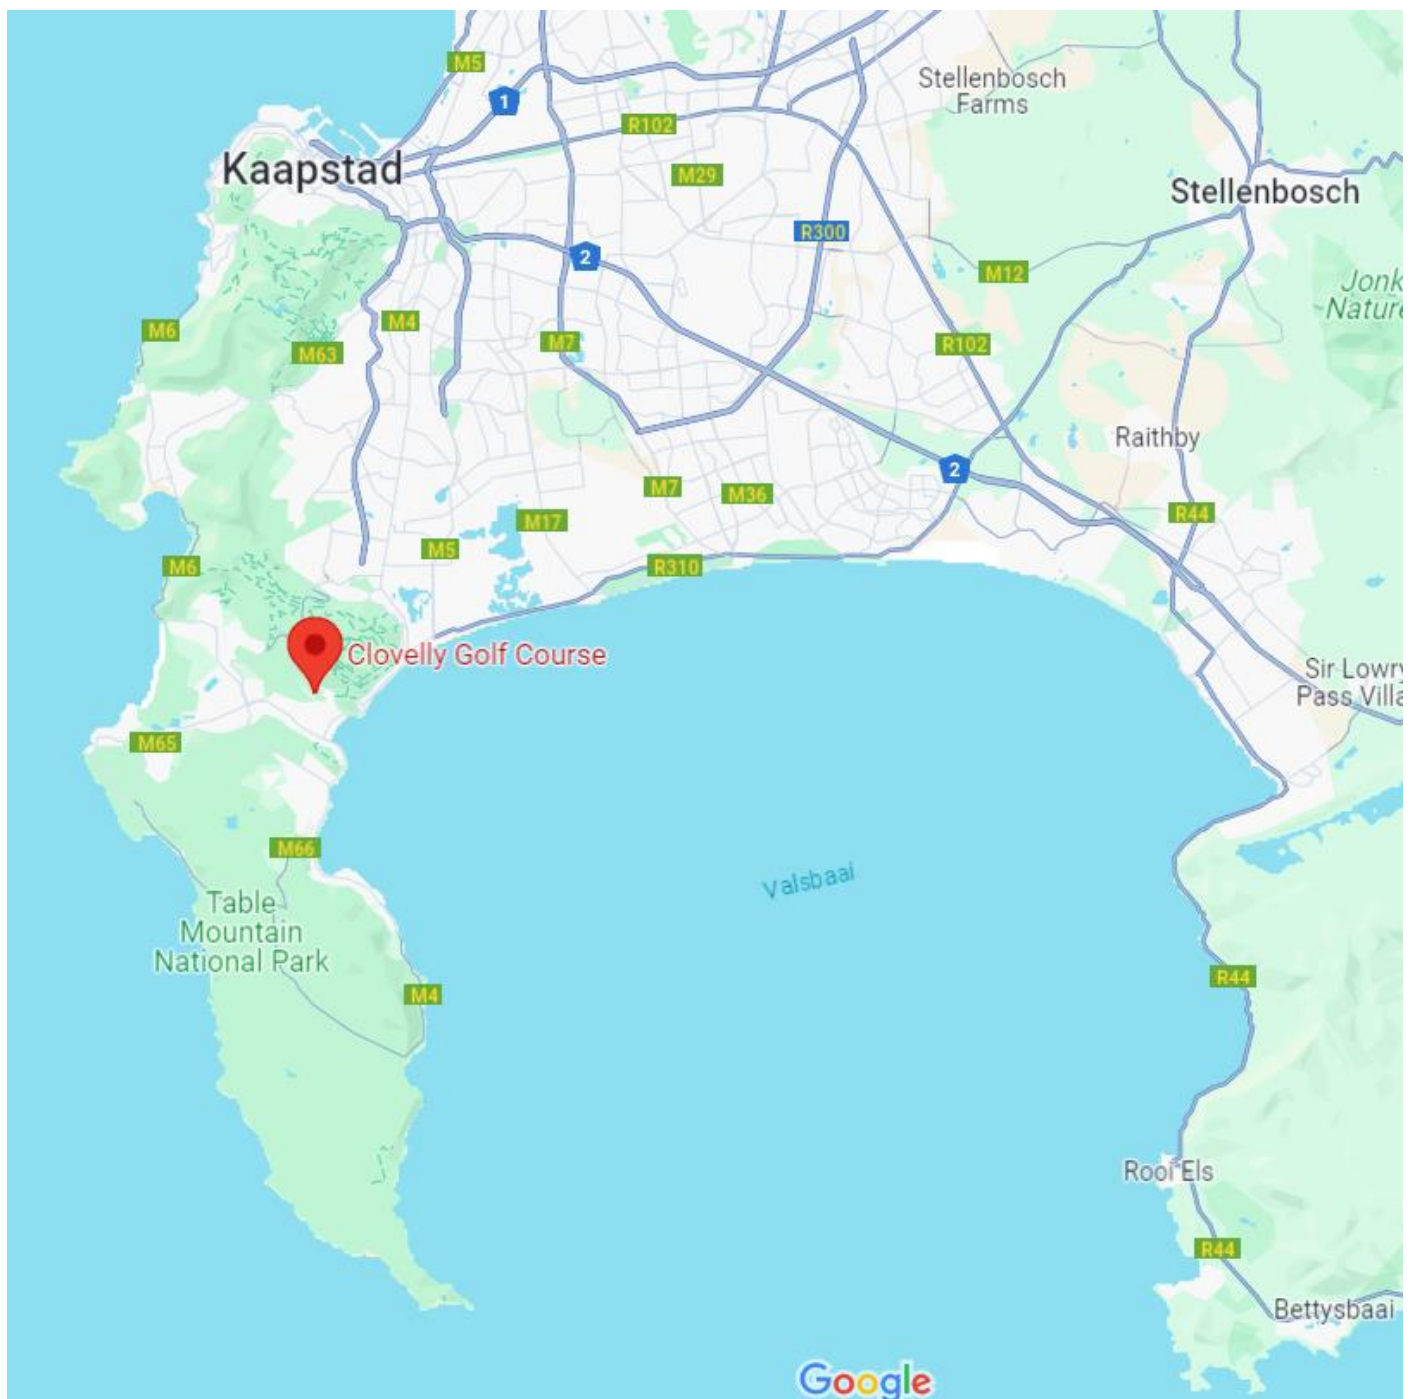 M5
Stellenbosch
Farms
1
R102
Kaapstad
M29
Stellenbosch
R300
2
M12
Jonk
Nature
M6
M4
M63
M7
R102
Raithby
2
M7
M36
M17
R44
M5
M6
R310
Clovelly Golf Course
Sir Lowry
Pass Villa
M65
M66
Valsbaai
Table
Mountain
National Park
M4
R44
Rooi Els
R44
Bettysbaai
Google